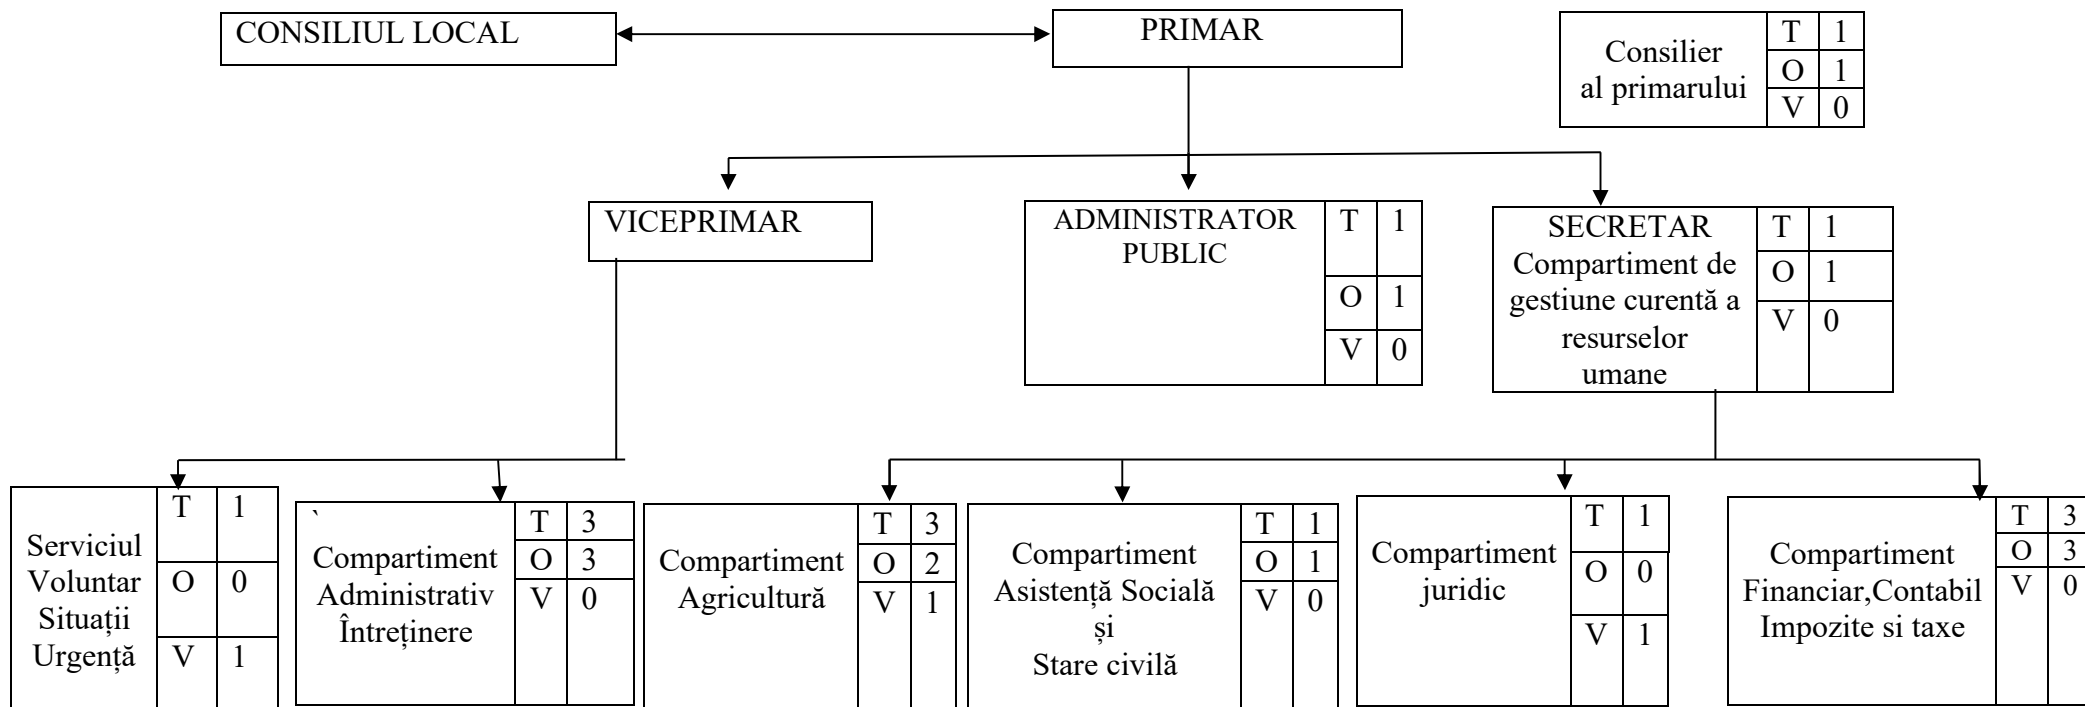 CONSILIUL LOCAL
PRIMAR
Consilier
al primarului
T 1
O 1
V 0
VICEPRIMAR
ADMINISTRATOR
PUBLIC
T 1
O 1
V 0
SECRETAR
Compartiment de
gestiune curentă a
resurselor
umane
T 1
O 1
V 0
Serviciul
Voluntar
Situații
Urgență
T 1
O 0
V 1
`
Compartiment
Administrativ
Întreținere
T 3
O 3
V 0
Compartiment
Agricultură
T 3
O 2
V 1
Compartiment
Asistență Socială
și
Stare civilă
T 1
O 1
V 0
Compartiment
juridic
T 1
O 0
V 1
Compartiment
Financiar,Contabil
Impozite si taxe
T 3
O 3
V 0